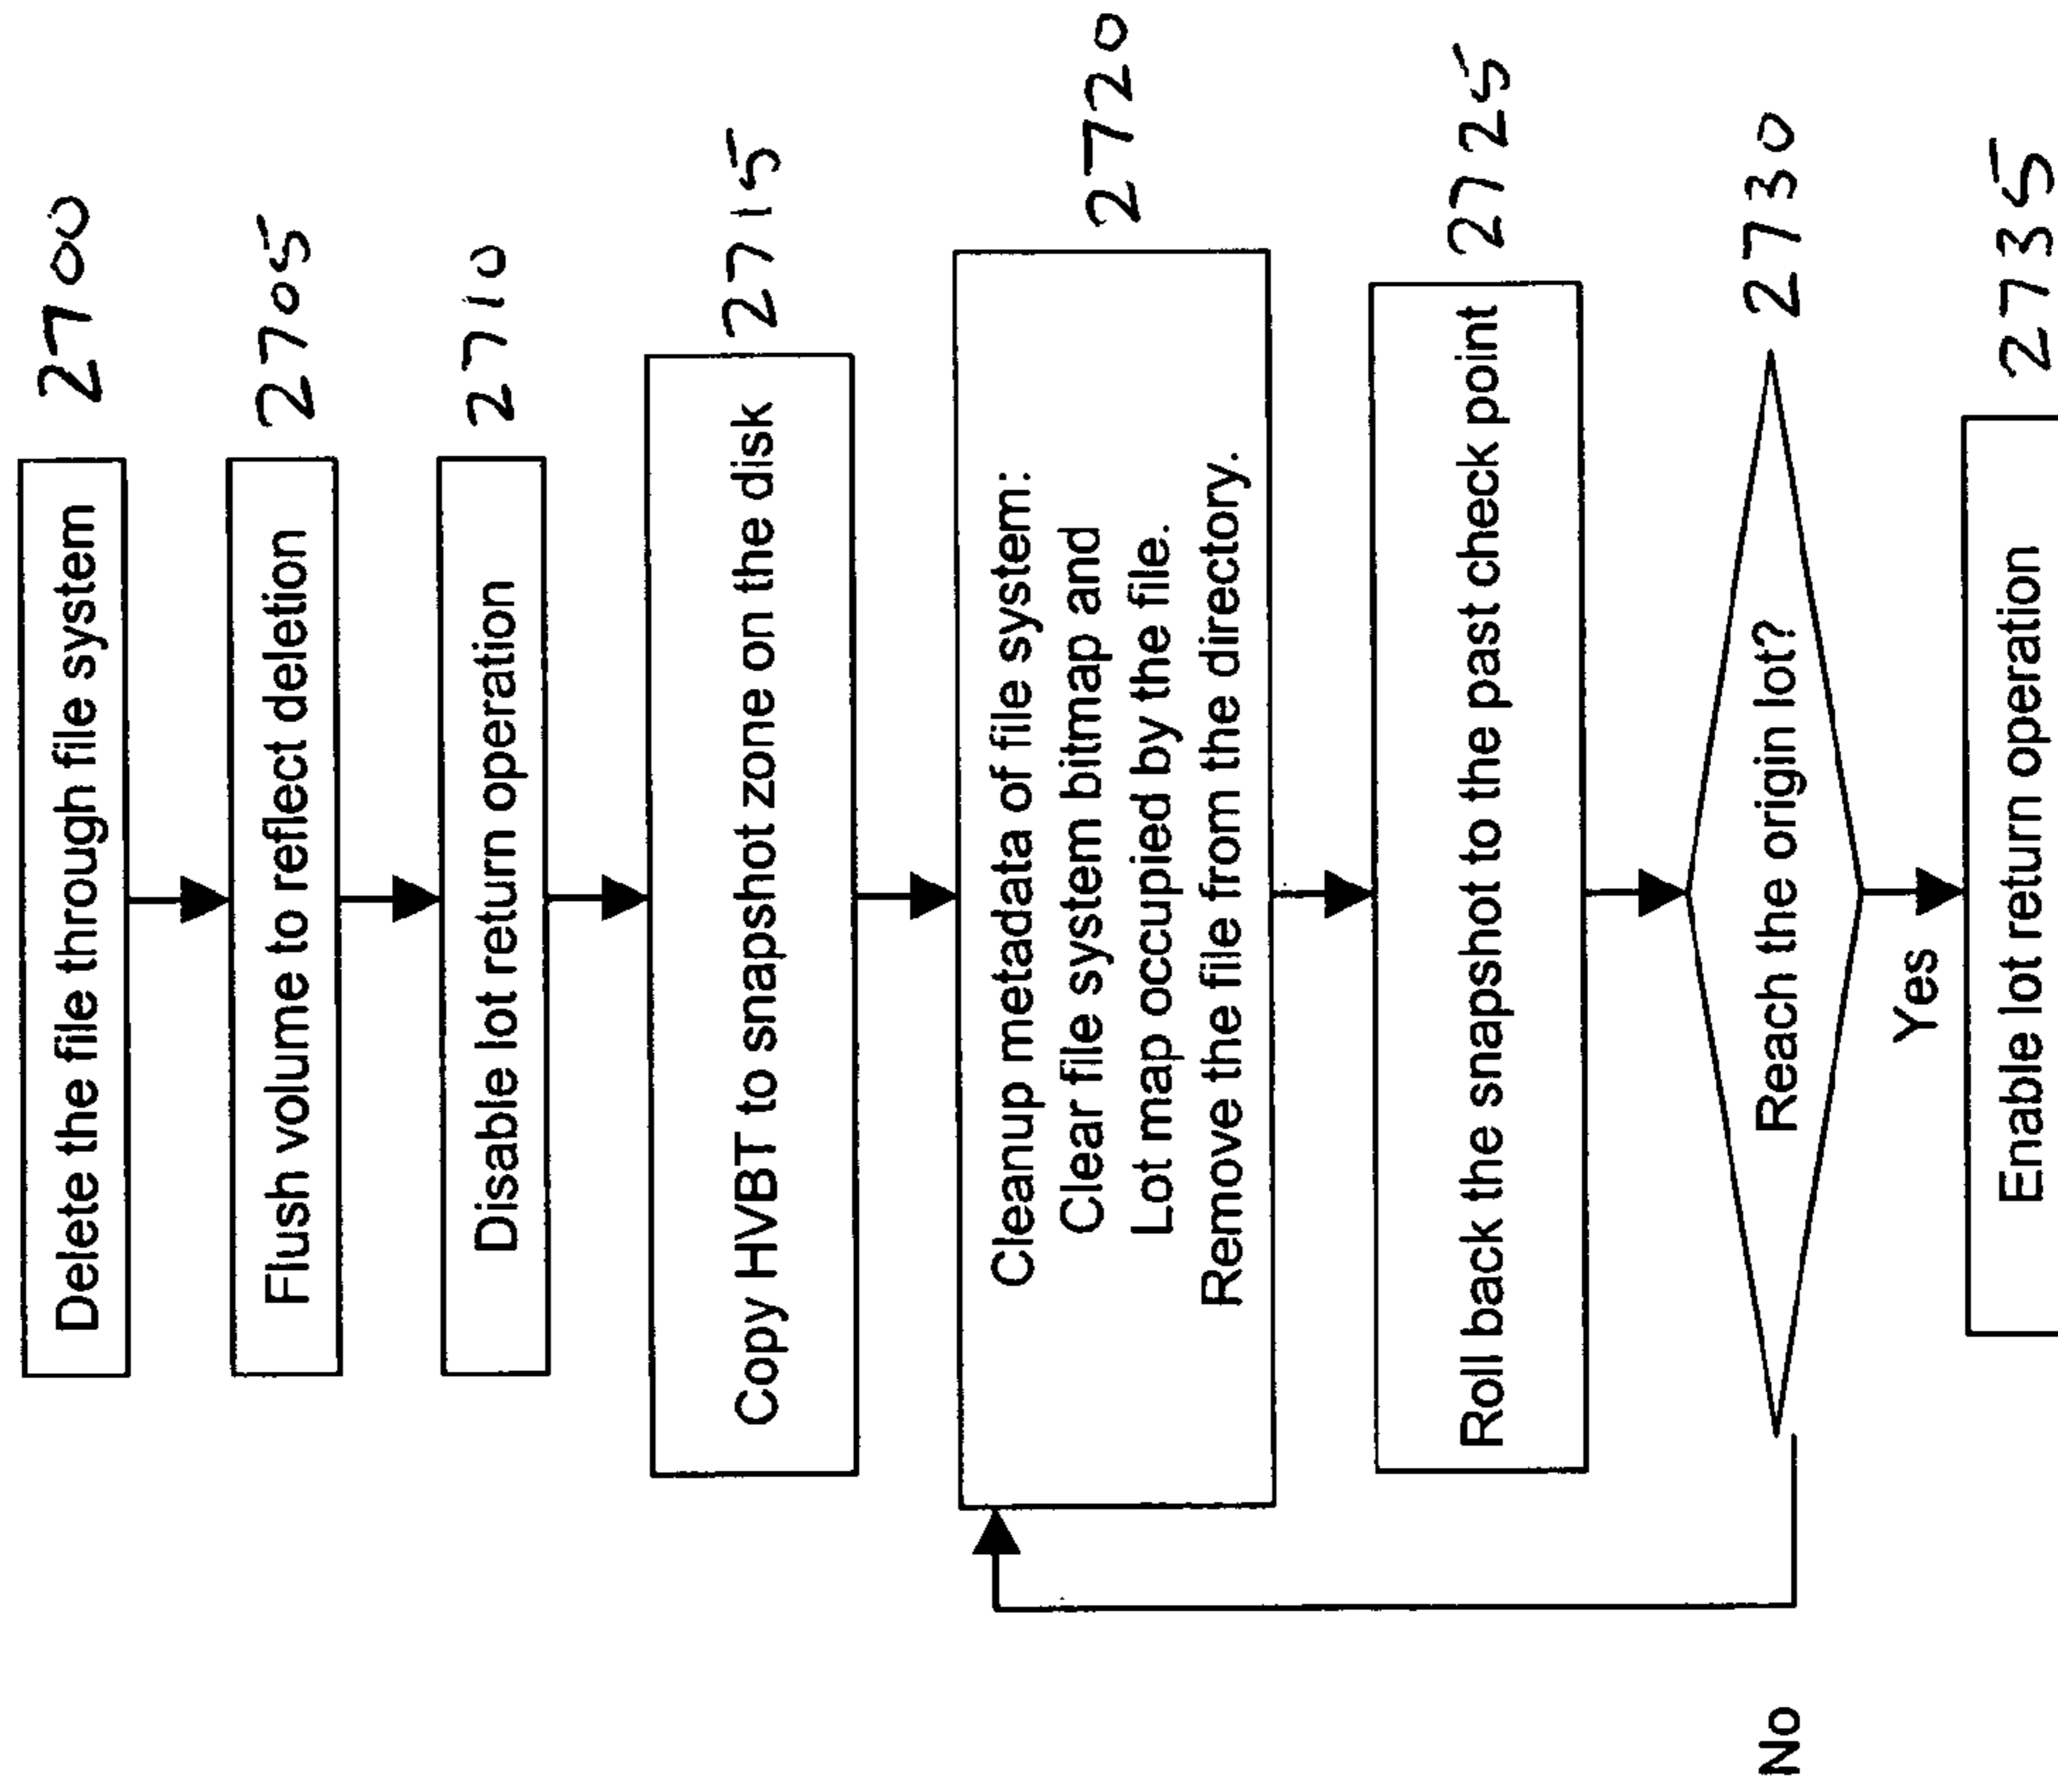 Delete the file through file system 2700
Flush volume to reflect deletion 2705
Disable lot return operation 2710
Copy HVBT to snapshot zone on the disk 2715
Cleanup metadata of file system:
Clear file system bitmap and
Lot map occupied by the file.
Remove the file from the directory.
2720
Roll back the snapshot to the past check point 2725
Reach the origin lot? 2730
No
Yes
Enable lot return operation 2735